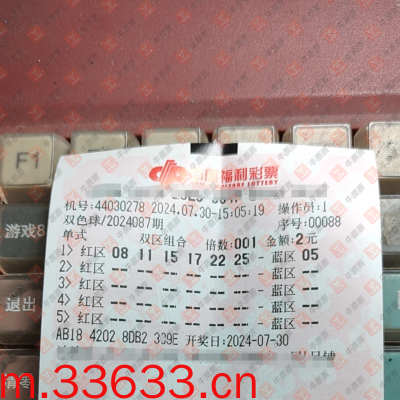 F1
中国福利彩票
机号:44030278 2024.07.30-15:05:19 操作员:1
双色球/2024087期 序号:00088
单式 双区组合 倍数:001 金额:2元
1> 红区 08 11 15 17 22 25 - 蓝区 05
2> 红区 -- -- -- -- -- -- - 蓝区 --
3> 红区 -- -- -- -- -- -- - 蓝区 --
4> 红区 -- -- -- -- -- -- - 蓝区 --
5> 红区 -- -- -- -- -- -- - 蓝区 --
AB18 4202 8DB2 309E 开奖日:2024-07-30
游戏8
退出
m.33633.cn